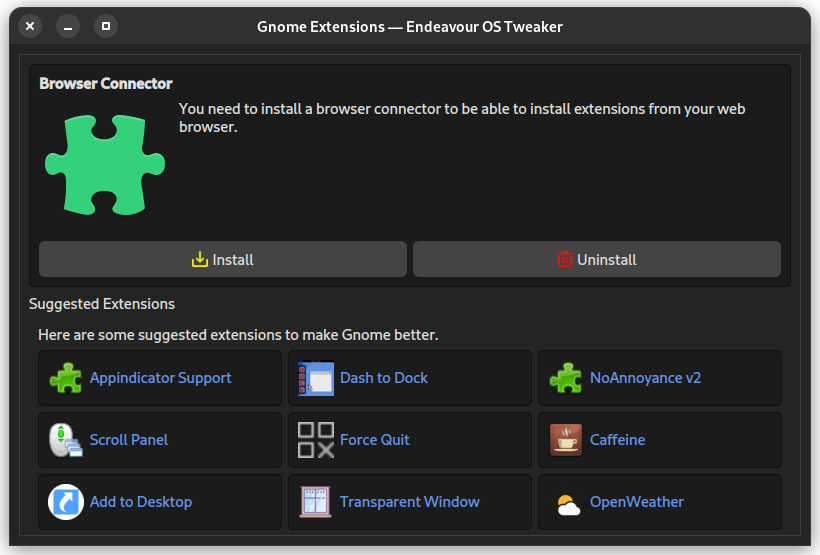 Gnome Extensions — Endeavour OS Tweaker
Browser Connector
You need to install a browser connector to be able to install extensions from your web
browser.
Install
Uninstall
Suggested Extensions
Here are some suggested extensions to make Gnome better.
Appindicator Support
Dash to Dock
NoAnnoyance v2
Scroll Panel
Force Quit
Caffeine
Add to Desktop
Transparent Window
OpenWeather